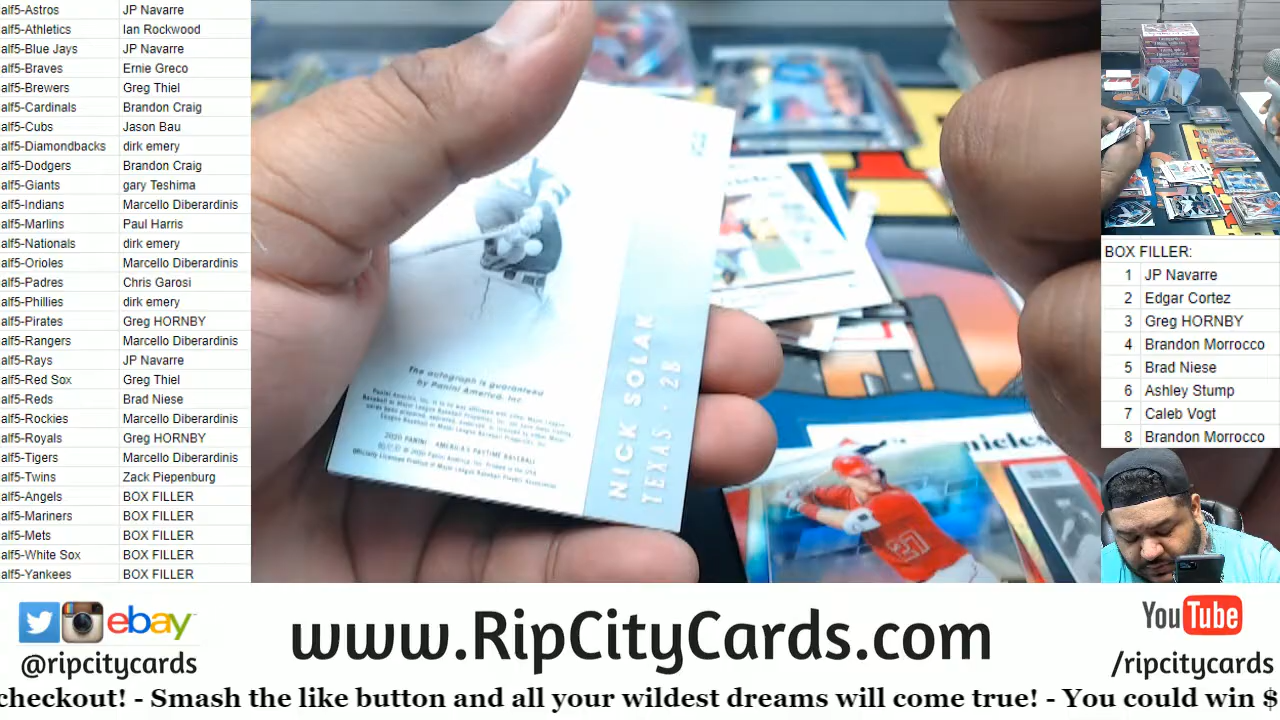 alf5-Astros JP Navarre
alf5-Athletics Ian Rockwood
alf5-Blue Jays JP Navarre
alf5-Braves Ernie Greco
alf5-Brewers Greg Thiel
alf5-Cardinals Brandon Craig
alf5-Cubs Jason Bau
alf5-Diamondbacks dirk emery
alf5-Dodgers Brandon Craig
alf5-Giants gary Teshima
alf5-Indians Marcello Diberardinis
alf5-Marlins Paul Harris
alf5-Nationals dirk emery
alf5-Orioles Marcello Diberardinis
alf5-Padres Chris Garosi
alf5-Phillies dirk emery
alf5-Pirates Greg HORNBY
alf5-Rangers Marcello Diberardinis
alf5-Rays JP Navarre
alf5-Red Sox Greg Thiel
alf5-Reds Brad Niese
alf5-Rockies Marcello Diberardinis
alf5-Royals Greg HORNBY
alf5-Tigers Marcello Diberardinis
alf5-Twins Zack Piepenburg
alf5-Angels BOX FILLER
alf5-Mariners BOX FILLER
alf5-Mets BOX FILLER
alf5-White Sox BOX FILLER
alf5-Yankees BOX FILLER
The autograph is guaranteed
by Panini America, Inc.
2020 PANINI AMERICA'S PASTIME BASEBALL
NICK SOLAK
TEXAS · 2B
27
BOX FILLER:
1 JP Navarre
2 Edgar Cortez
3 Greg HORNBY
4 Brandon Morrocco
5 Brad Niese
6 Ashley Stump
7 Caleb Vogt
8 Brandon Morrocco
ebay
@ripcitycards
www.RipCityCards.com
YouTube
/ripcitycards
checkout! - Smash the like button and all your wildest dreams will come true! - You could win $